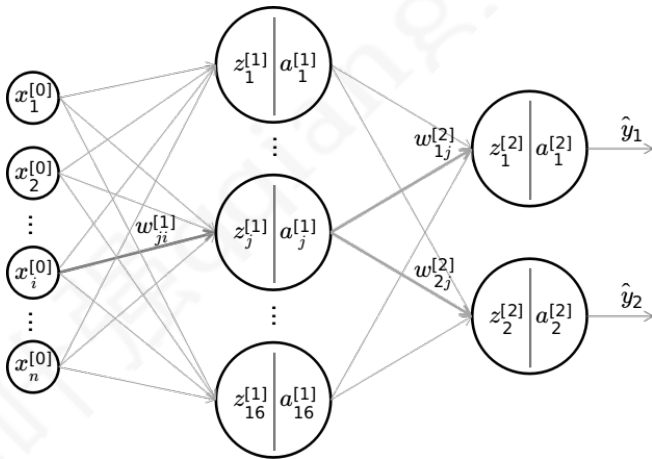 x_1^{[0]}
x_2^{[0]}
⋮
x_i^{[0]}
⋮
x_n^{[0]}
w_{ji}^{[1]}
z_1^{[1]} a_1^{[1]}
⋮
z_j^{[1]} a_j^{[1]}
⋮
z_{16}^{[1]} a_{16}^{[1]}
w_{1j}^{[2]}
w_{2j}^{[2]}
z_1^{[2]} a_1^{[2]}
z_2^{[2]} a_2^{[2]}
ŷ_1
ŷ_2